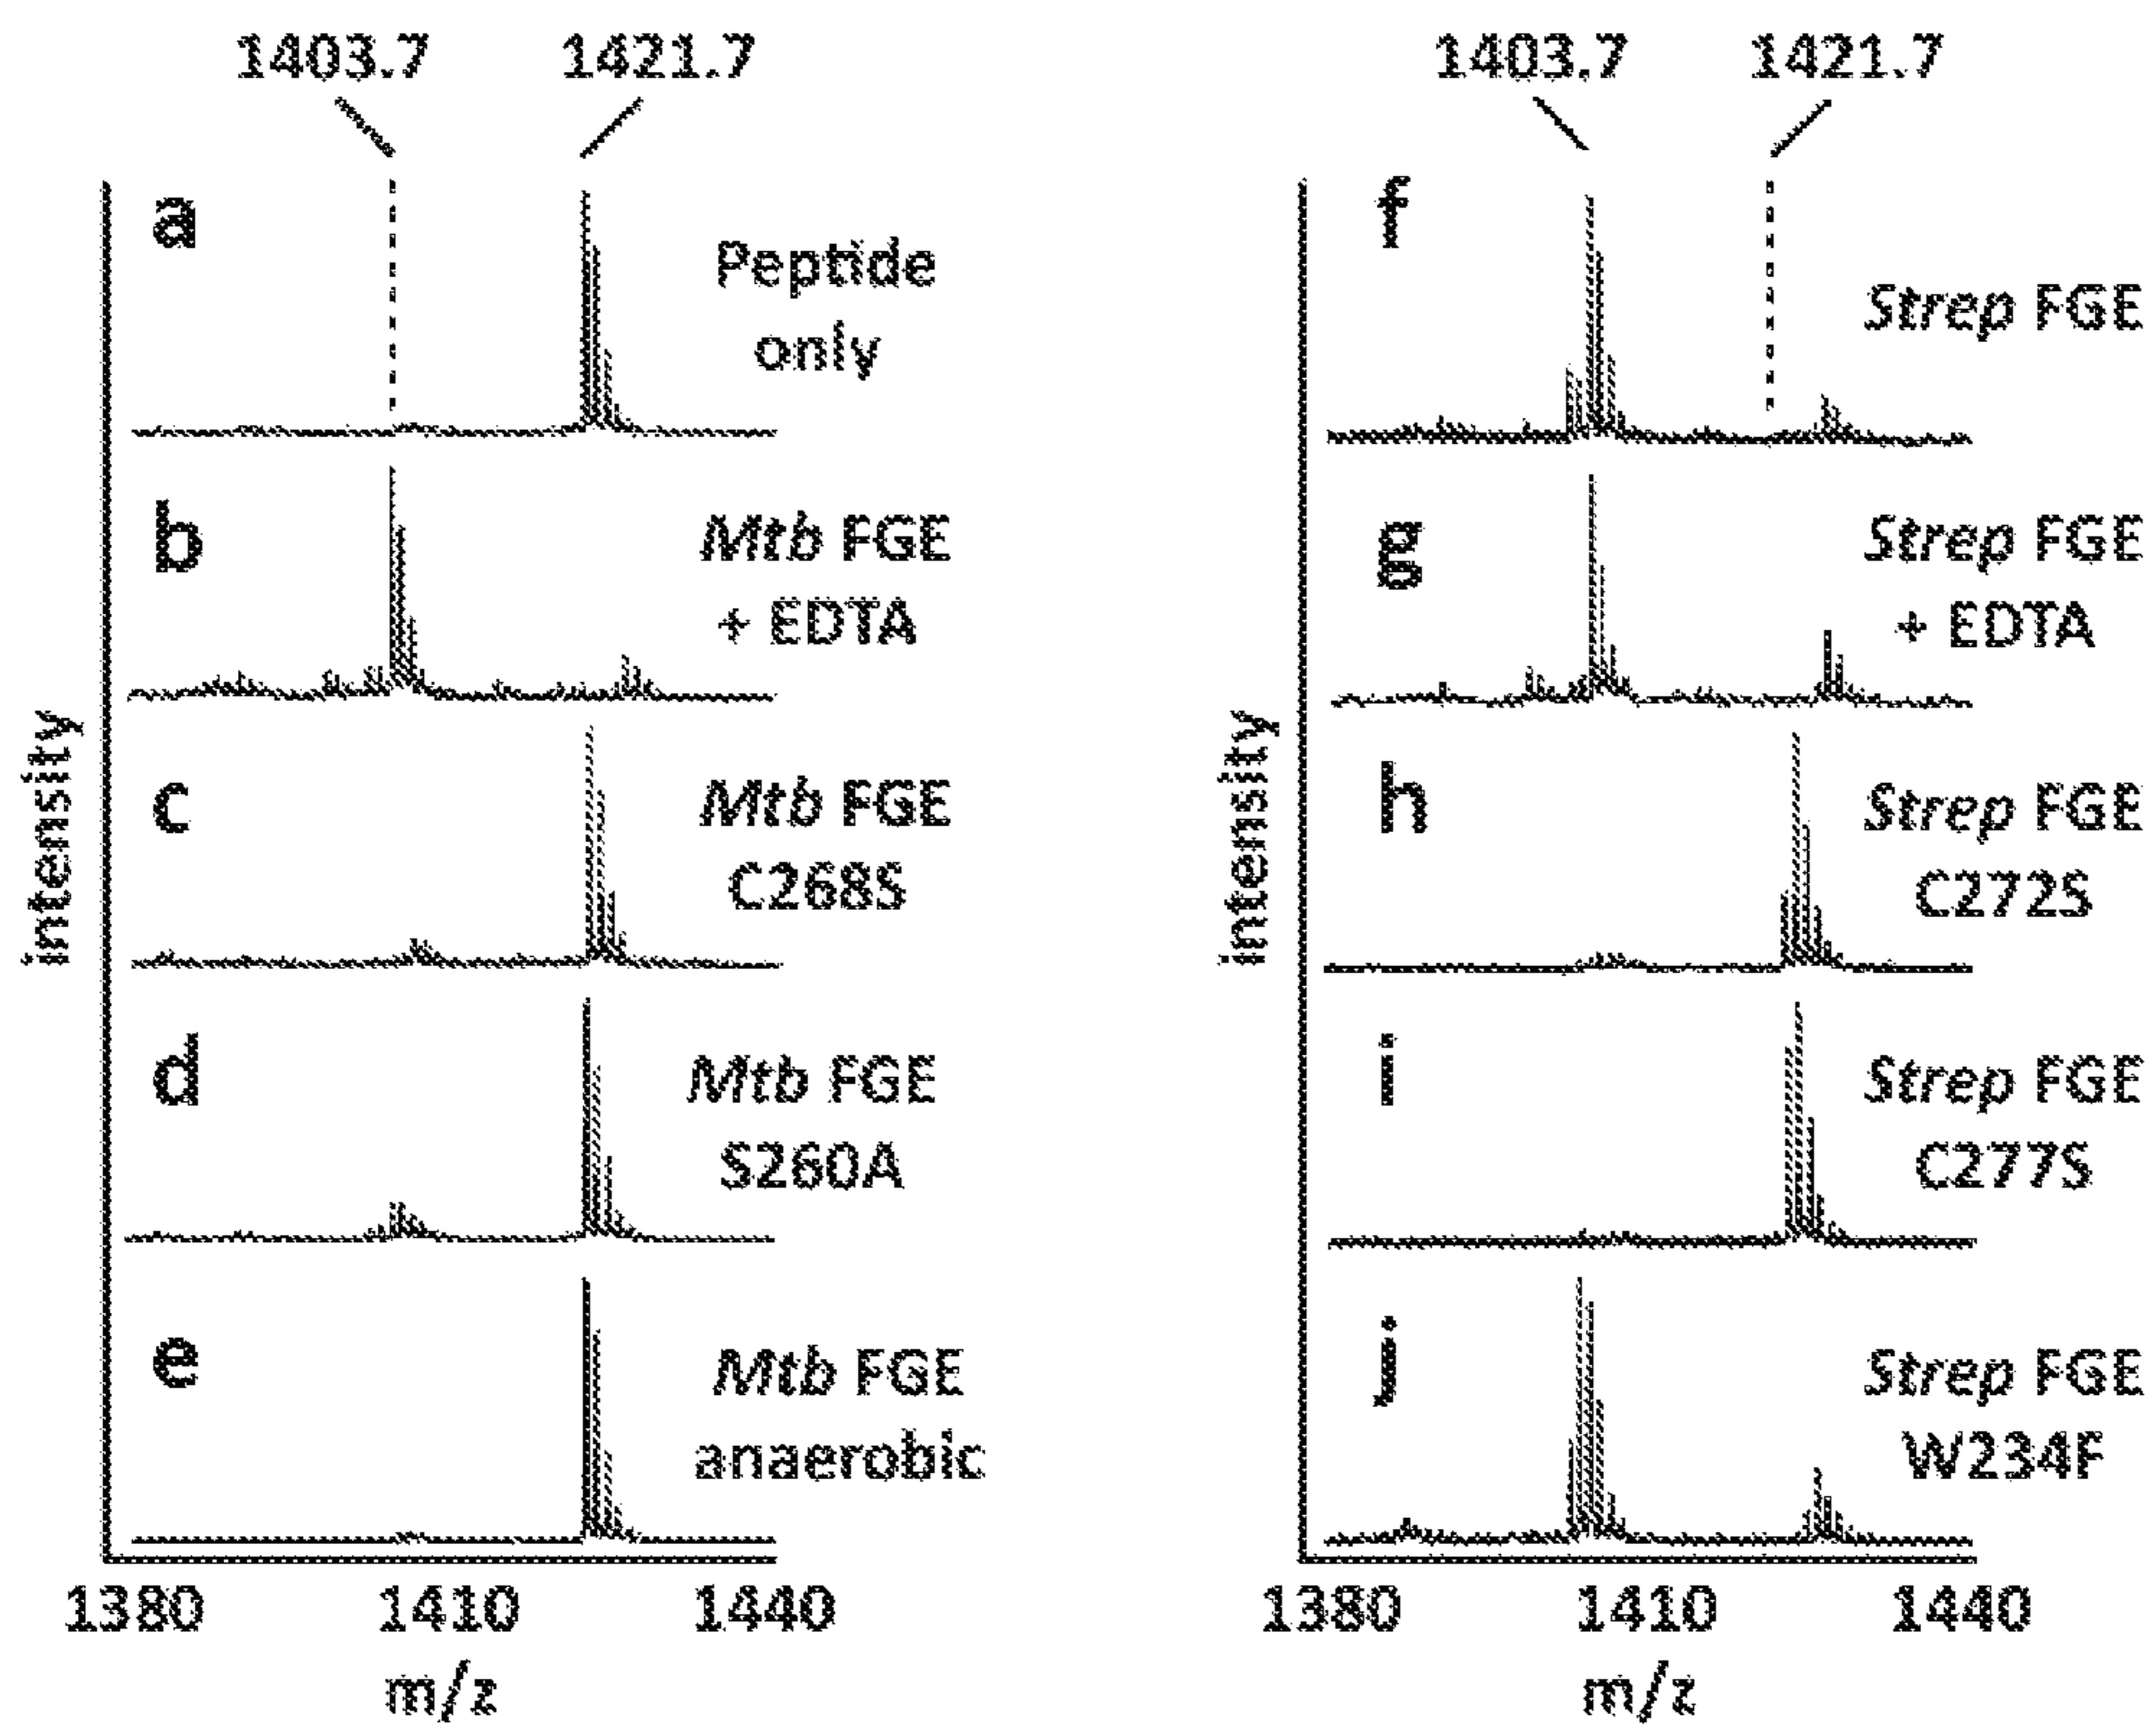 1403.7 1421.7
a
Peptide
only
b
Mtb FGE
+ EDTA
c
Mtb FGE
C268S
d
Mtb FGE
S260A
e
Mtb FGE
anaerobic
intensity
1380 1410 1440
m/z
1403.7 1421.7
f
Strep FGE
g
Strep FGE
+ EDTA
h
Strep FGE
C272S
i
Strep FGE
C277S
j
Strep FGE
W234F
intensity
1380 1410 1440
m/z